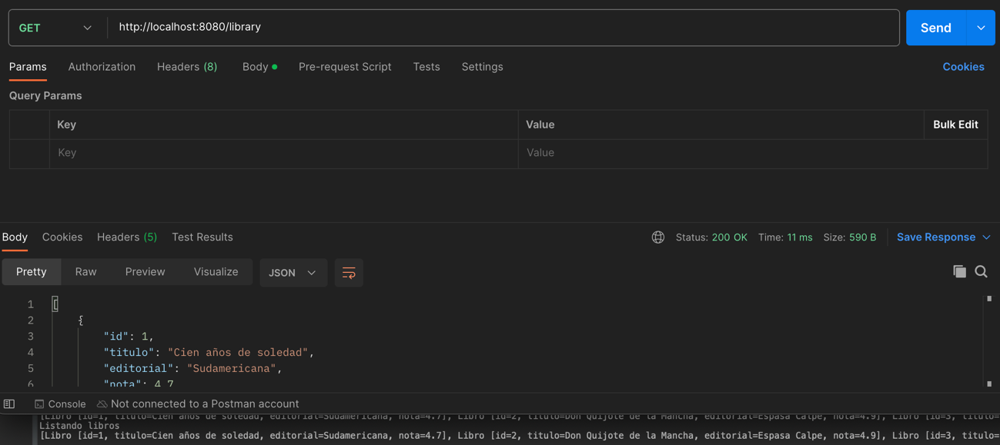 GET http://localhost:8080/library Send
Params Authorization Headers (8) Body Pre-request Script Tests Settings Cookies
Query Params
Key Value Bulk Edit
Key Value
Body Cookies Headers (5) Test Results Status: 200 OK Time: 11 ms Size: 590 B Save Response
Pretty Raw Preview Visualize JSON
1 [
2 {
3 "id": 1,
4 "titulo": "Cien años de soledad",
5 "editorial": "Sudamericana",
6 "nota": 4.7
Console Not connected to a Postman account
[Libro [id=1, titulo=Cien años de soledad, editorial=Sudamericana, nota=4.7], Libro [id=2, titulo=Don Quijote de la Mancha, editorial=Espasa Calpe, nota=4.9], Libro [id=3, titulo=
Listando libros
[Libro [id=1, titulo=Cien años de soledad, editorial=Sudamericana, nota=4.7], Libro [id=2, titulo=Don Quijote de la Mancha, editorial=Espasa Calpe, nota=4.9], Libro [id=3, titulo=